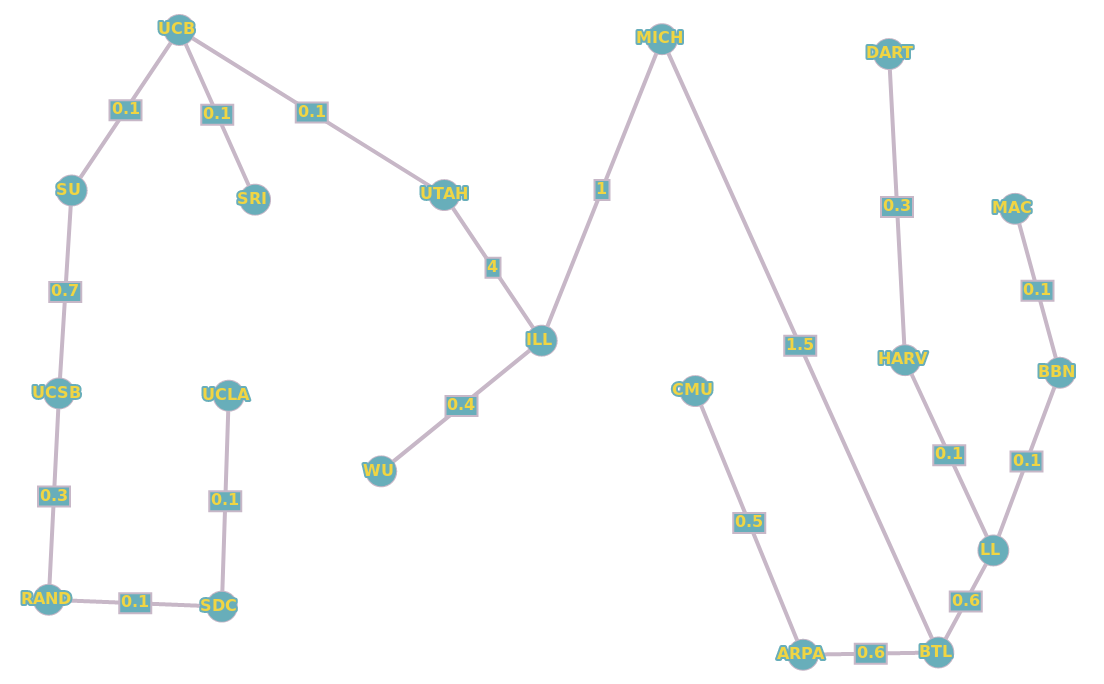 UCB
MICH
DART
0.1
0.1
0.1
SU
SRI
UTAH
1
0.3
MAC
4
0.7
0.1
ILL
1.5
HARV
BBN
UCSB
UCLA
CMU
0.4
0.1
0.1
WU
0.3
0.1
0.5
LL
RAND
0.1
SDC
0.6
ARPA
0.6
BTL